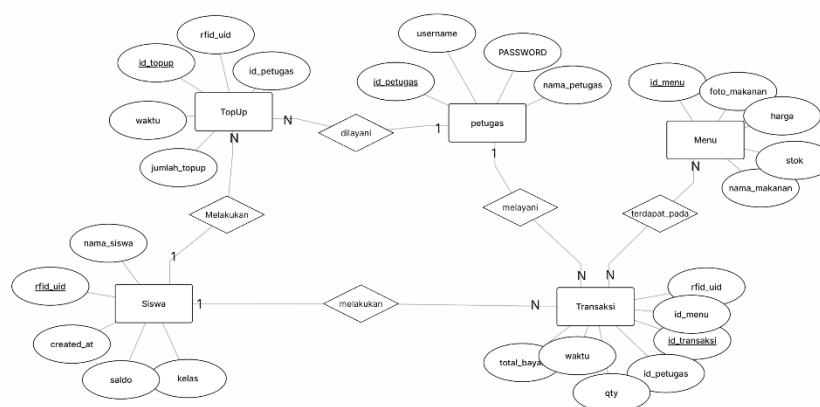 rfid_uid
id_topup
id_petugas
TopUp
waktu
jumlah_topup
N
N
dilayani
1
username
PASSWORD
id_petugas
nama_petugas
petugas
1
id_menu
foto_makanan
harga
Menu
stok
nama_makanan
N
Melakukan
melayani
terdapat_pada
nama_siswa
1
rfid_uid
Siswa
1
created_at
saldo
kelas
melakukan
N
N
N
Transaksi
rfid_uid
id_menu
id_transaksi
id_petugas
total_baya
waktu
qty